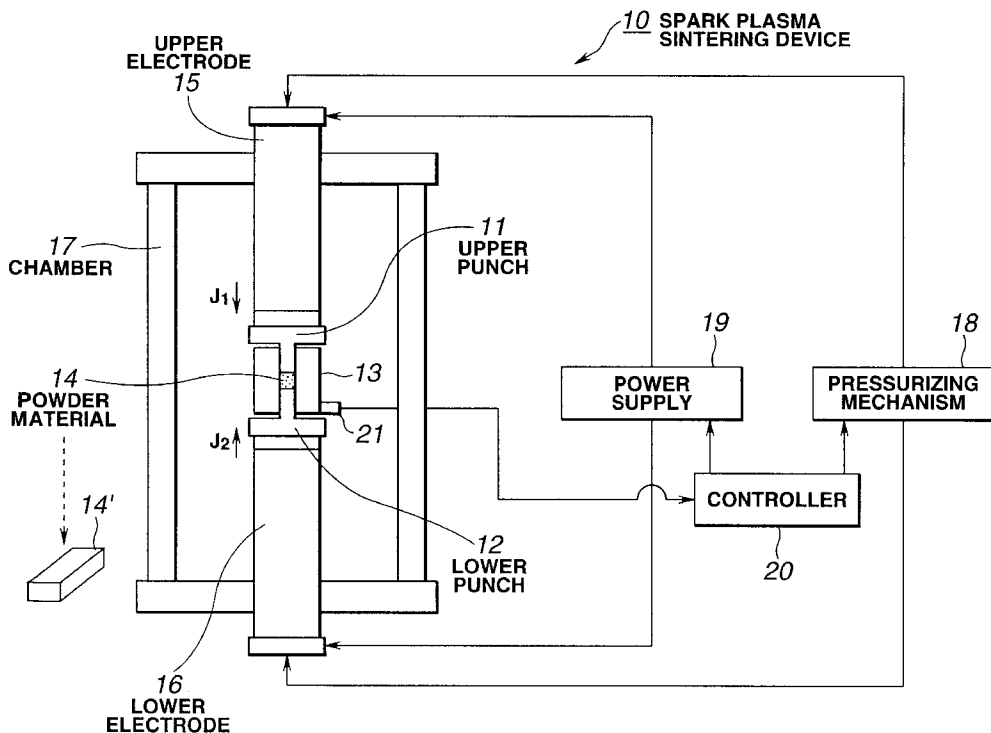 10 SPARK PLASMA
SINTERING DEVICE
UPPER
ELECTRODE
15
11
UPPER
PUNCH
17
CHAMBER
J1
19
18
14
POWDER
MATERIAL
13
POWER
SUPPLY
PRESSURIZING
MECHANISM
J2
21
CONTROLLER
14'
12
LOWER
PUNCH
20
16
LOWER
ELECTRODE